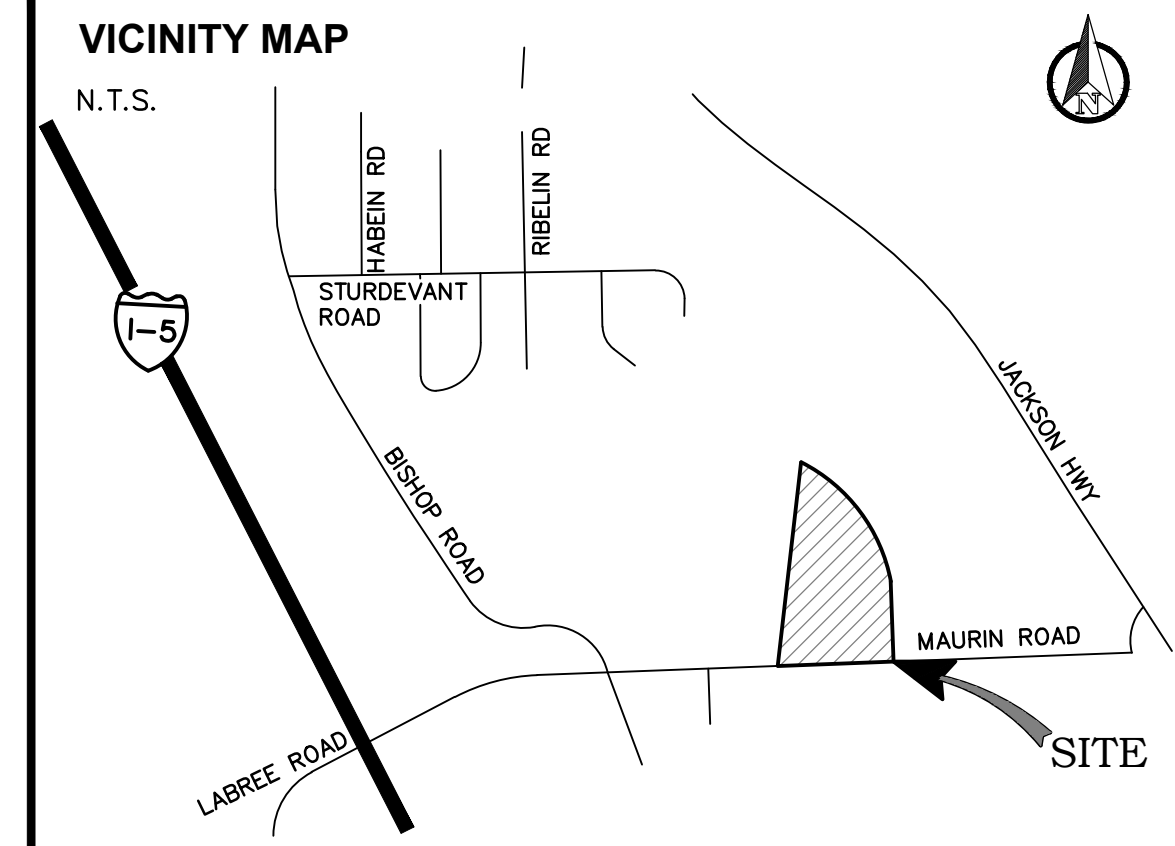 VICINITY MAP
N.T.S.
N
HABEIN RD
RIBELIN RD
STURDEVANT
ROAD
I-5
JACKSON HWY
BISHOP ROAD
MAURIN ROAD
LABREE ROAD
SITE